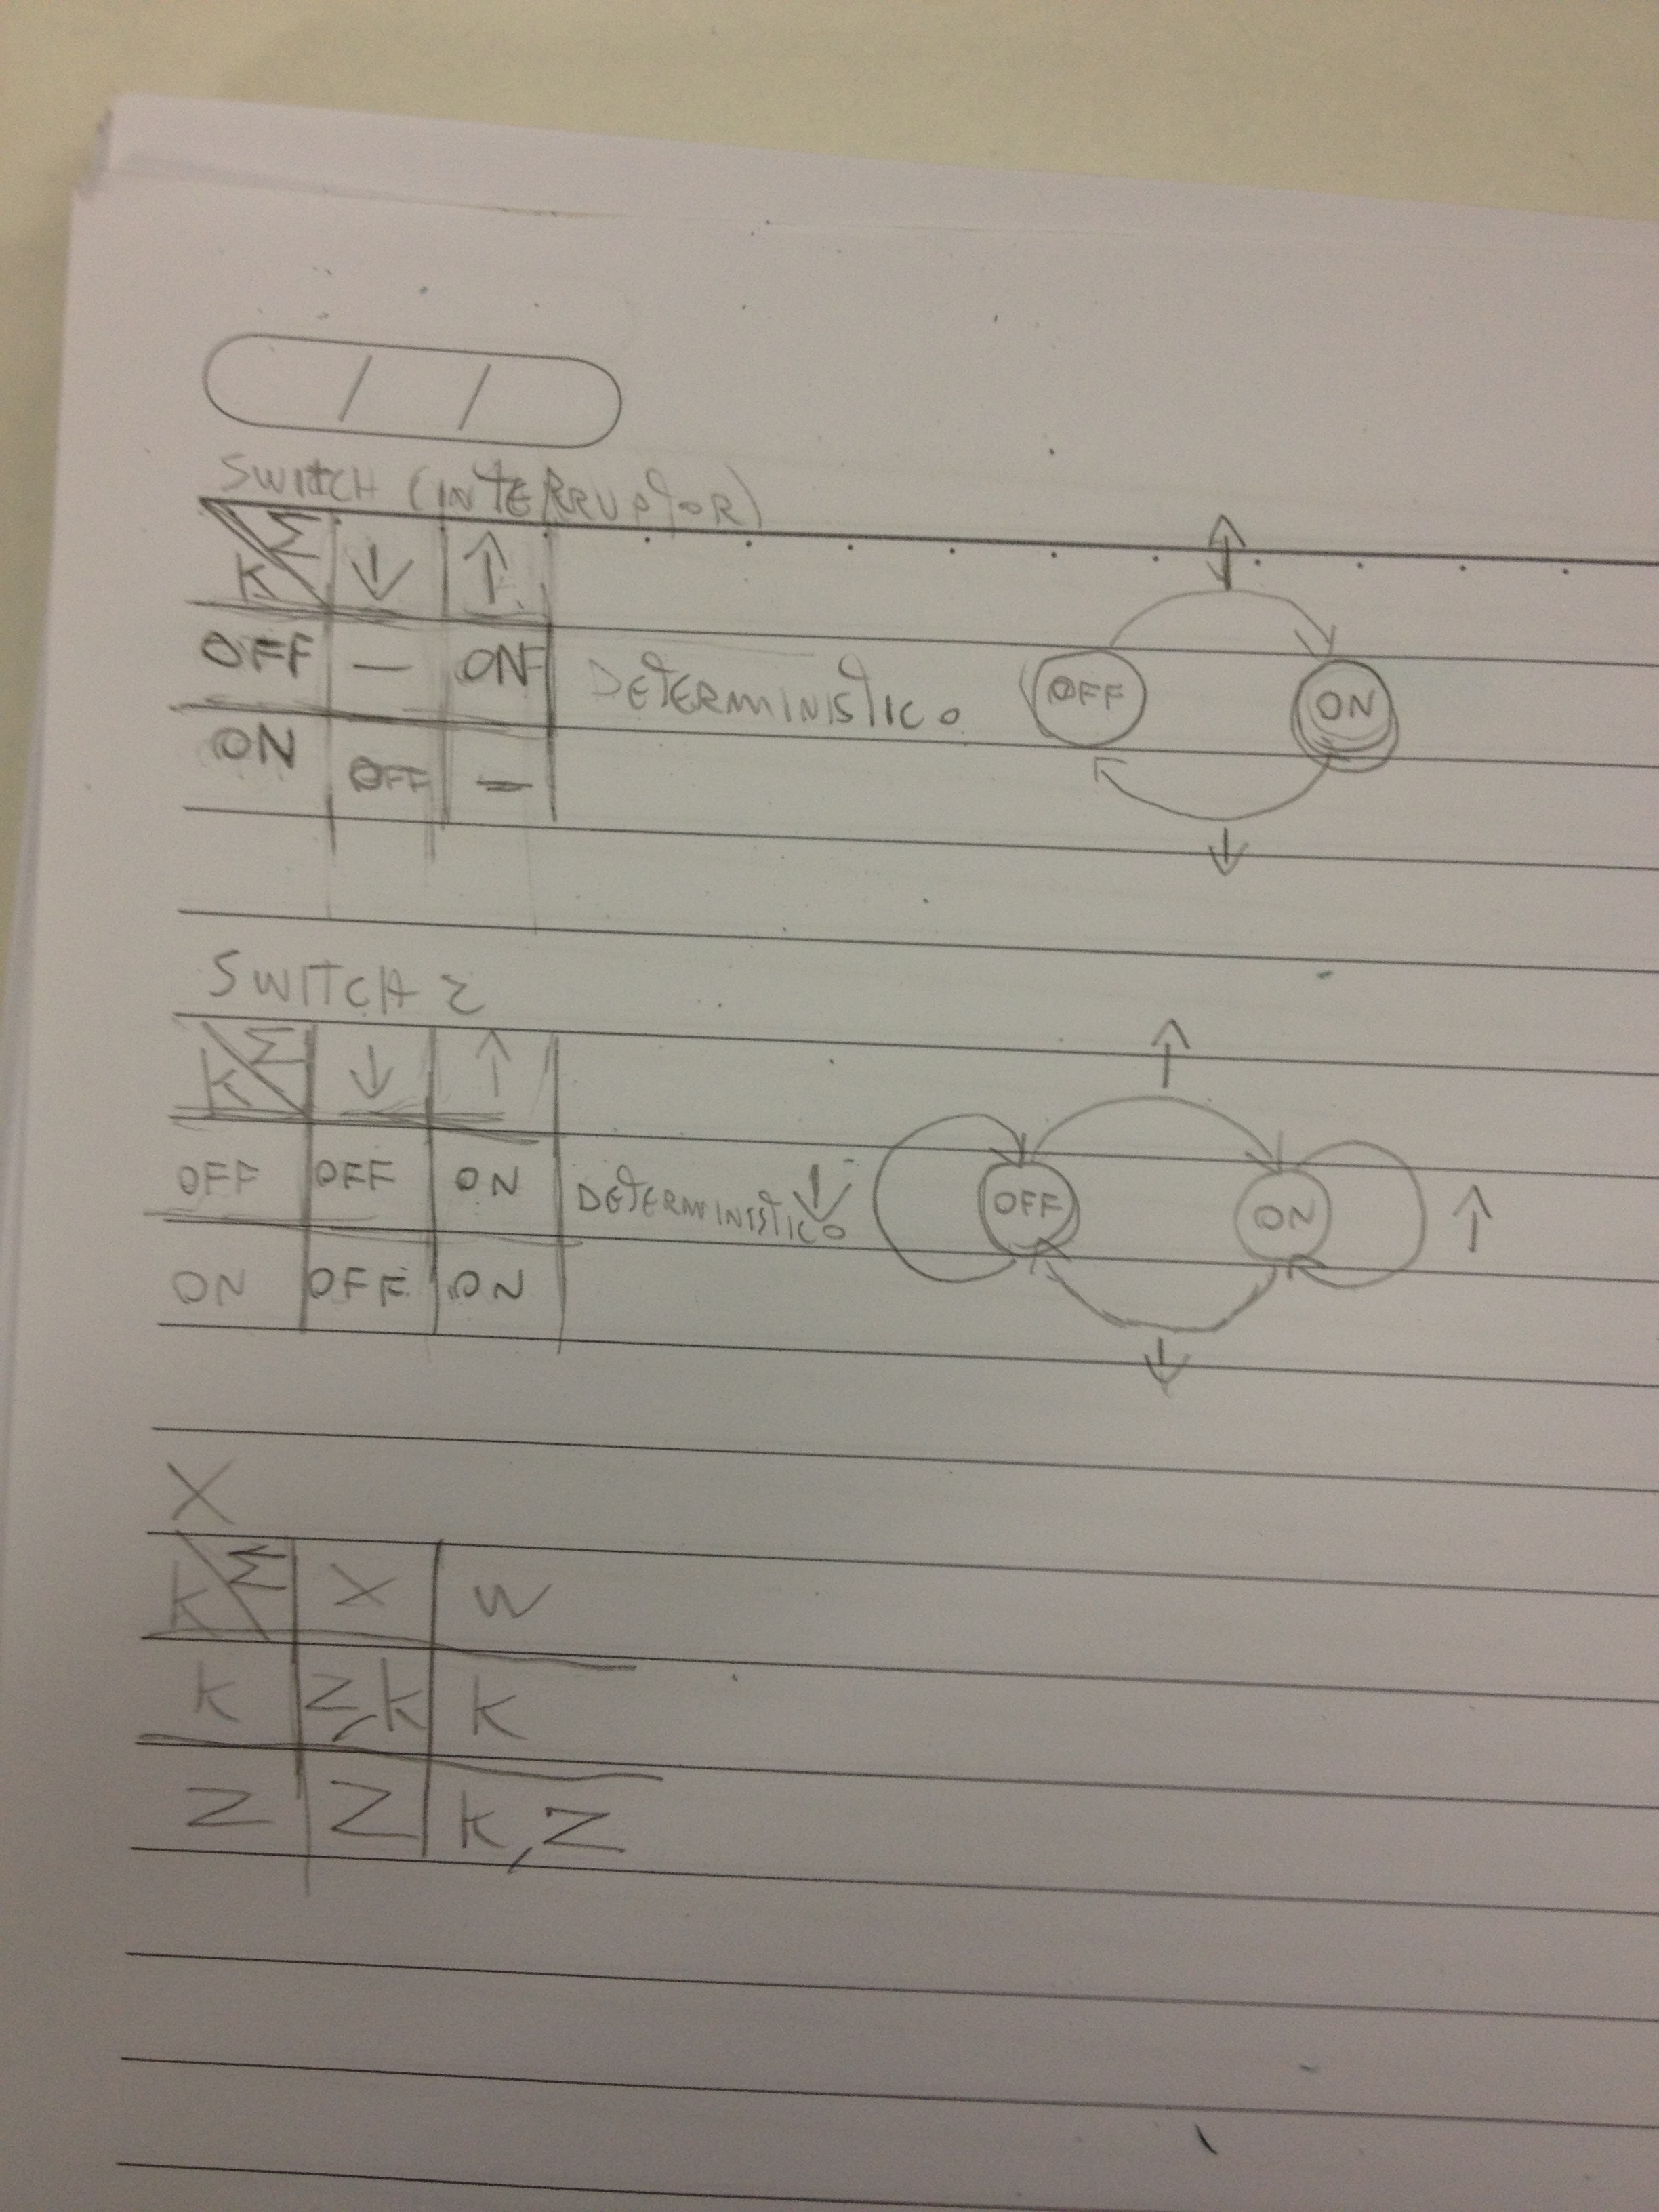 / /
SWITCH (INTERRUPTOR)
K Σ ↓ ↑
OFF — ON
ON OFF —
DETERMINISTICO
↑
OFF ON
↓
SWITCH 2
K Σ ↓ ↑
OFF OFF ON
ON OFF ON
DETERMINISTICO
↑
↓ OFF ON ↑
↓
X
K Σ X W
K Z,K K
Z Z K,Z